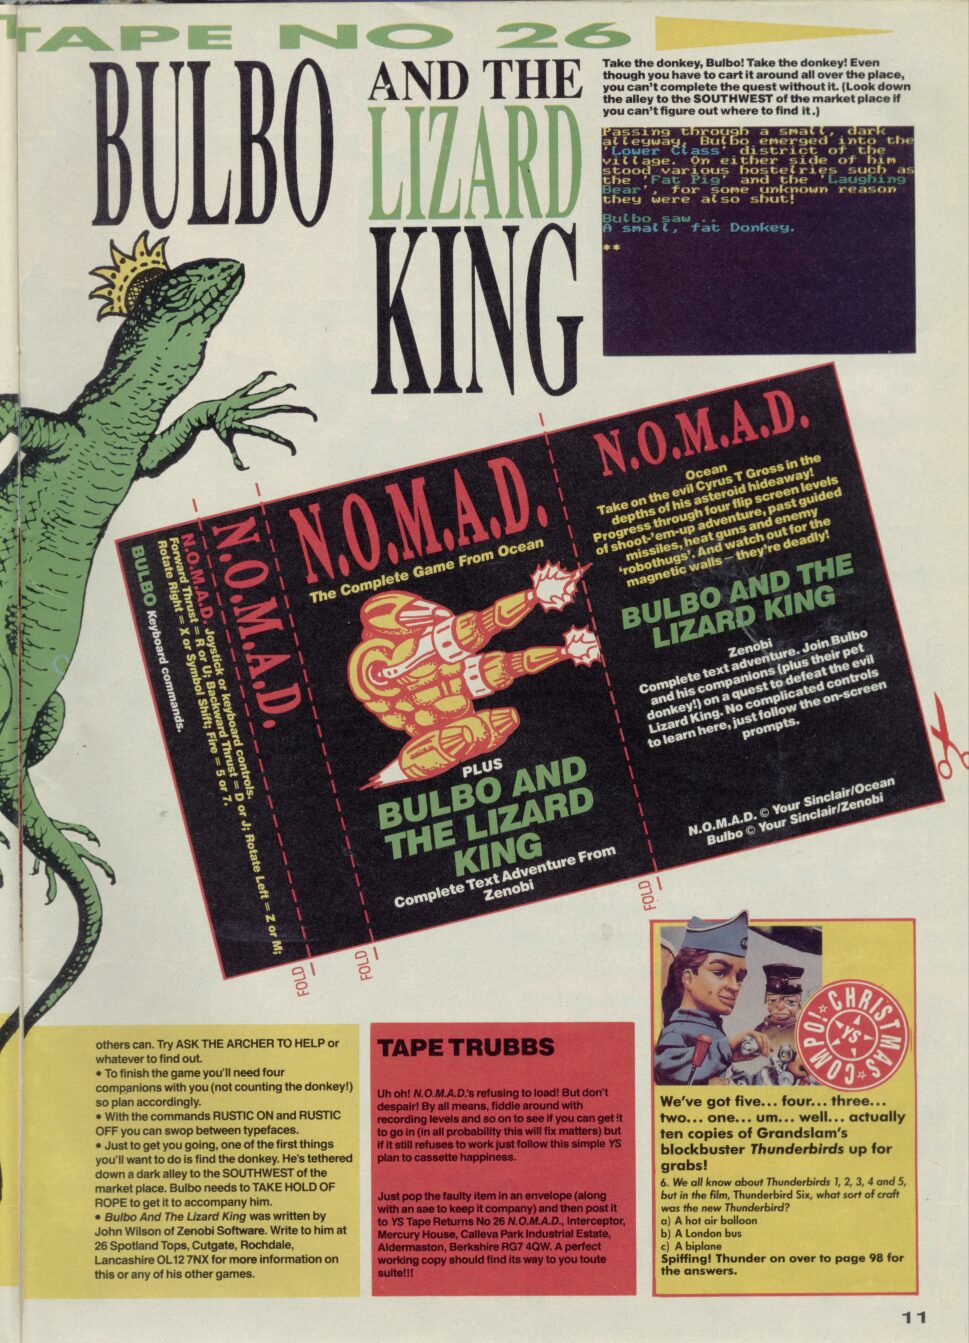 TAPE NO 26
BULBO
AND THE
LIZARD
KING
Take the donkey, Bulbo! Take the donkey! Even
though you have to cart it around all over the place,
you can't complete the quest without it. (Look down
the alley to the SOUTHWEST of the market place if
you can't figure out where to find it.)
Passing through a small, dark
alleyway, Bulbo emerged into the
'Lower Class' district of the
village. On either side of him
stood various hostelries such as
the 'Fat Pig' and the 'Laughing
Bear', for some unknown reason
they were also shut!
Bulbo saw ..
A small, fat Donkey.
**
N.O.M.A.D. Joystick or keyboard controls.
Forward Thrust = R or U; Backward Thrust = D or J; Rotate Left = Z or M;
Rotate Right = X or Symbol Shift; Fire = 5 or 7.
BULBO Keyboard commands.
N.O.M.A.D.
N.O.M.A.D.
The Complete Game From Ocean
PLUS
BULBO AND
THE LIZARD
KING
Complete Text Adventure From
Zenobi
N.O.M.A.D.
Ocean
Take on the evil Cyrus T Gross in the
depths of his asteroid hideaway!
Progress through four flip screen levels
of shoot-'em-up adventure, past guided
missiles, heat guns and enemy
'robothugs'. And watch out for the
magnetic walls — they're deadly!
BULBO AND THE
LIZARD KING
Zenobi
Complete text adventure. Join Bulbo
and his companions (plus their pet
donkey!) on a quest to defeat the evil
Lizard King. No complicated controls
to learn here, just follow the on-screen
prompts.
N.O.M.A.D. © Your Sinclair/Ocean
Bulbo © Your Sinclair/Zenobi
FOLD
FOLD
FOLD
others can. Try ASK THE ARCHER TO HELP or
whatever to find out.
• To finish the game you'll need four
companions with you (not counting the donkey!)
so plan accordingly.
• With the commands RUSTIC ON and RUSTIC
OFF you can swop between typefaces.
• Just to get you going, one of the first things
you'll want to do is find the donkey. He's tethered
down a dark alley to the SOUTHWEST of the
market place. Bulbo needs to TAKE HOLD OF
ROPE to get it to accompany him.
• Bulbo And The Lizard King was written by
John Wilson of Zenobi Software. Write to him at
26 Spotland Tops, Cutgate, Rochdale,
Lancashire OL12 7NX for more information on
this or any of his other games.
TAPE TRUBBS
Uh oh! N.O.M.A.D.'s refusing to load! But don't
despair! By all means, fiddle around with
recording levels and so on to see if you can get it
to go in (in all probability this will fix matters) but
if it still refuses to work just follow this simple YS
plan to cassette happiness.
Just pop the faulty item in an envelope (along
with an sae to keep it company) and then post it
to YS Tape Returns No 26 N.O.M.A.D., Interceptor,
Mercury House, Calleva Park Industrial Estate,
Aldermaston, Berkshire RG7 4QW. A perfect
working copy should find its way to you toute
suite!!!
CHRISTMAS
YS
COMPO!
We've got five... four... three...
two... one... um... well... actually
ten copies of Grandslam's
blockbuster Thunderbirds up for
grabs!
6. We all know about Thunderbirds 1, 2, 3, 4 and 5,
but in the film, Thunderbird Six, what sort of craft
was the new Thunderbird?
a) A hot air balloon
b) A London bus
c) A biplane
Spiffing! Thunder on over to page 98 for
the answers.
11